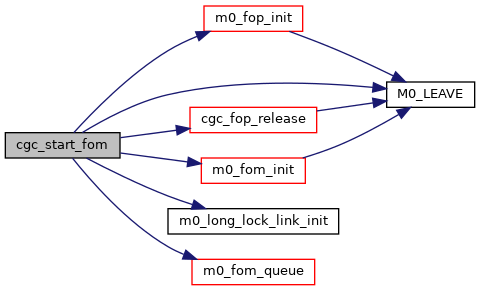 m0_fop_init
M0_LEAVE
cgc_fop_release
cgc_start_fom
m0_fom_init
m0_long_lock_link_init
m0_fom_queue